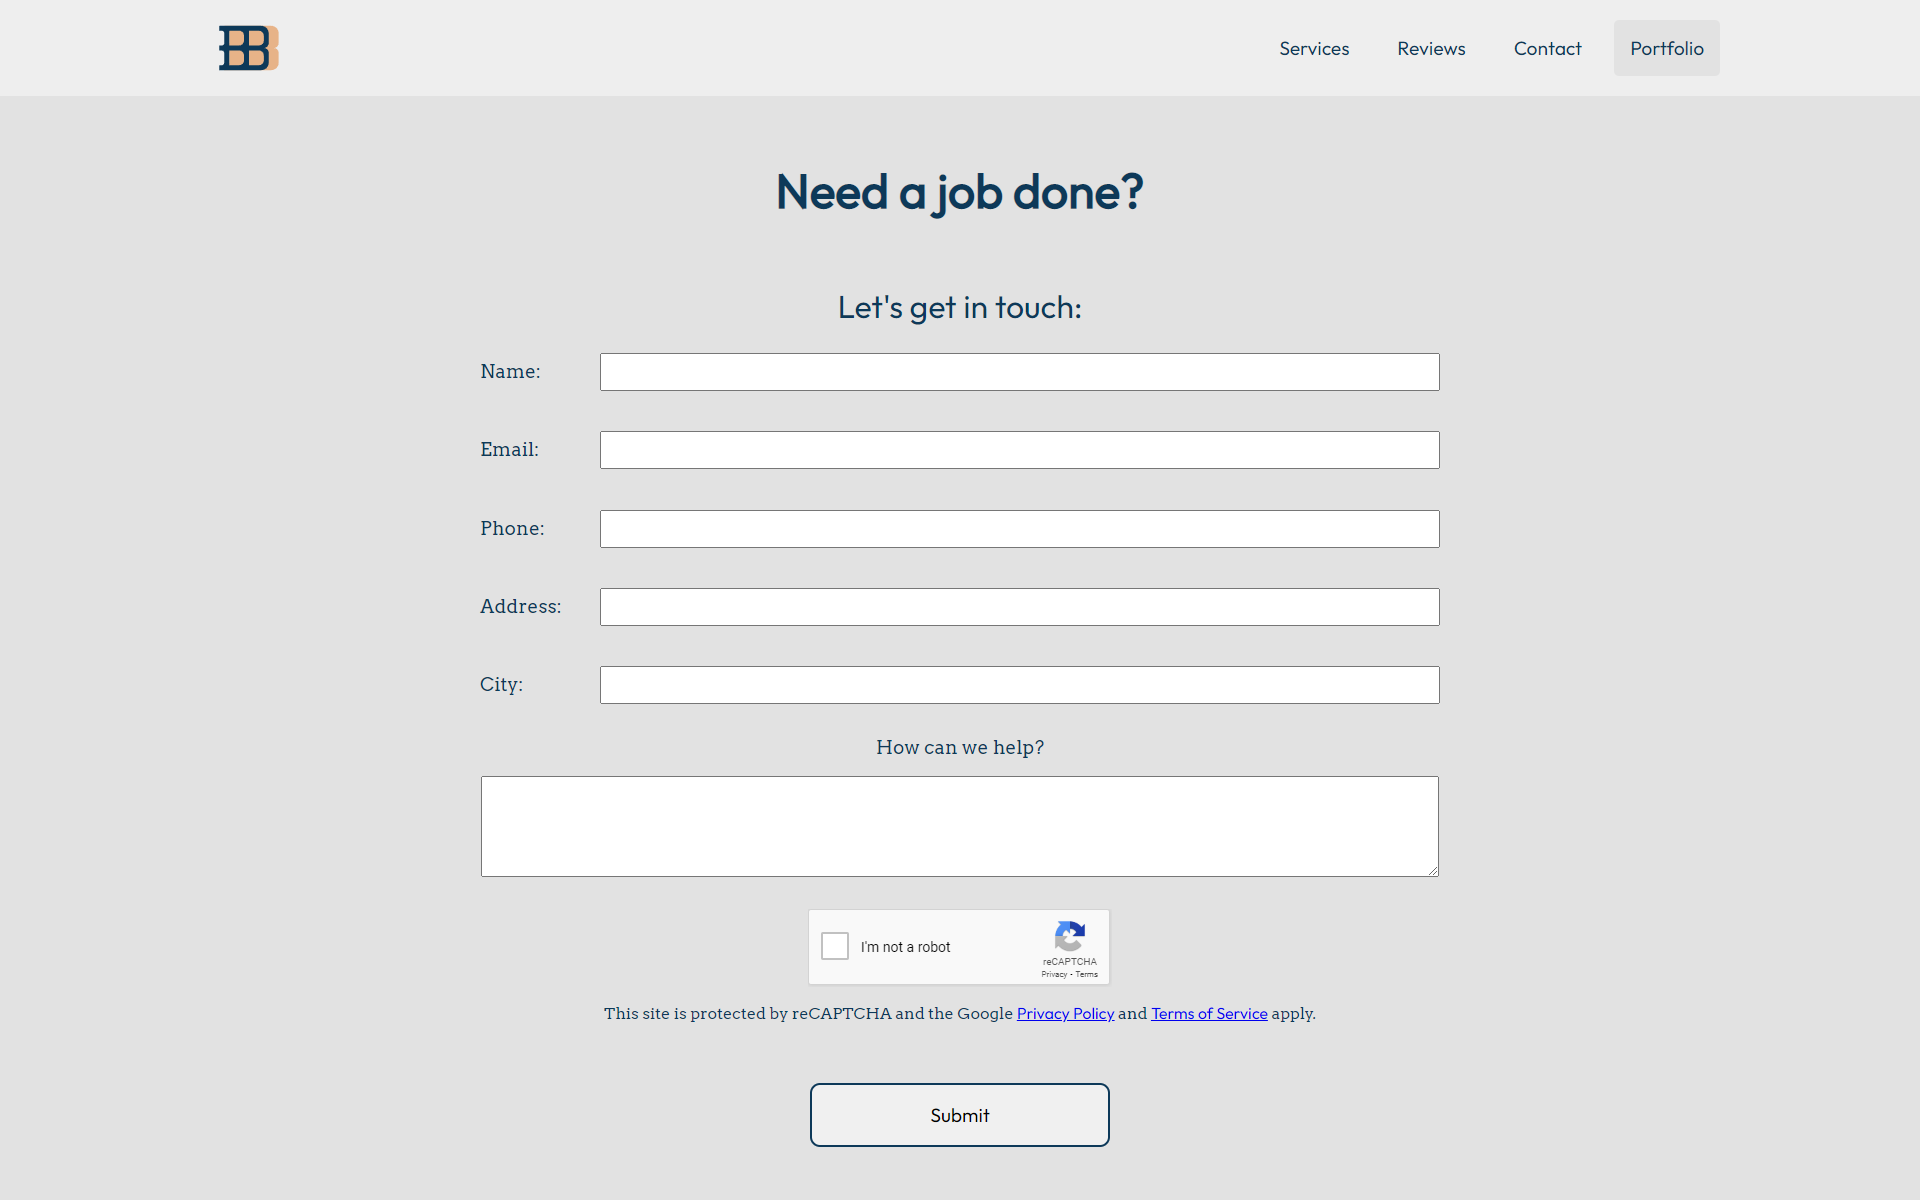 BB
Services Reviews Contact Portfolio
Need a job done?
Let's get in touch:
Name:
Email:
Phone:
Address:
City:
How can we help?
I'm not a robot
reCAPTCHA
Privacy - Terms
This site is protected by reCAPTCHA and the Google Privacy Policy and Terms of Service apply.
Submit